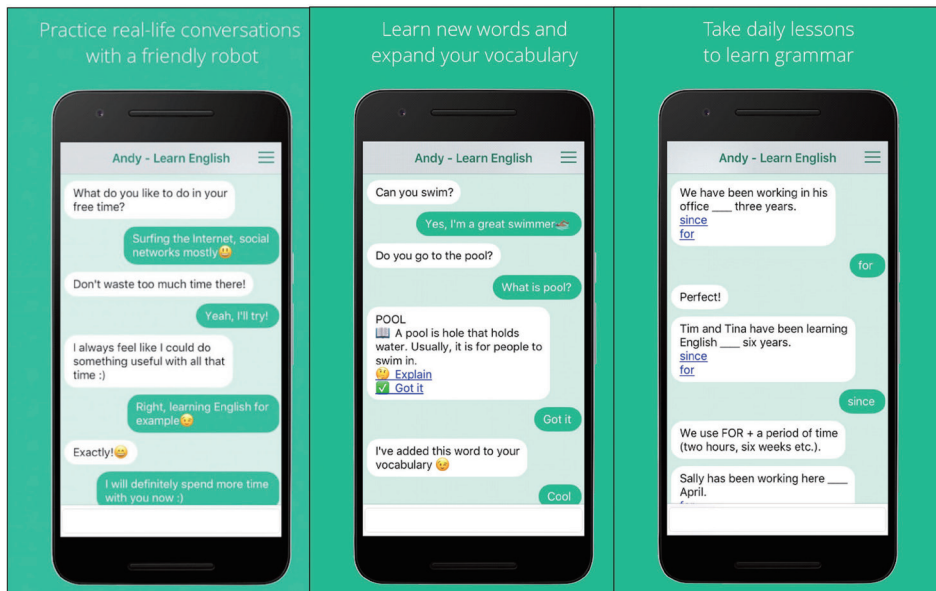 Practice real-life conversations
with a friendly robot
Andy - Learn English
What do you like to do in your
free time?
Surfing the Internet, social
networks mostly😀
Don't waste too much time there!
Yeah, I'll try!
I always feel like I could do
something useful with all that
time :)
Right, learning English for
example😉
Exactly!😄
I will definitely spend more time
with you now :)
Learn new words and
expand your vocabulary
Andy - Learn English
Can you swim?
Yes, I'm a great swimmer🏊
Do you go to the pool?
What is pool?
POOL
📖 A pool is hole that holds
water. Usually, it is for people to
swim in.
🤔 Explain
✅ Got it
Got it
I've added this word to your
vocabulary 😉
Cool
Take daily lessons
to learn grammar
Andy - Learn English
We have been working in his
office ___ three years.
since
for
for
Perfect!
Tim and Tina have been learning
English ___ six years.
since
for
since
We use FOR + a period of time
(two hours, six weeks etc.).
Sally has been working here ___
April.